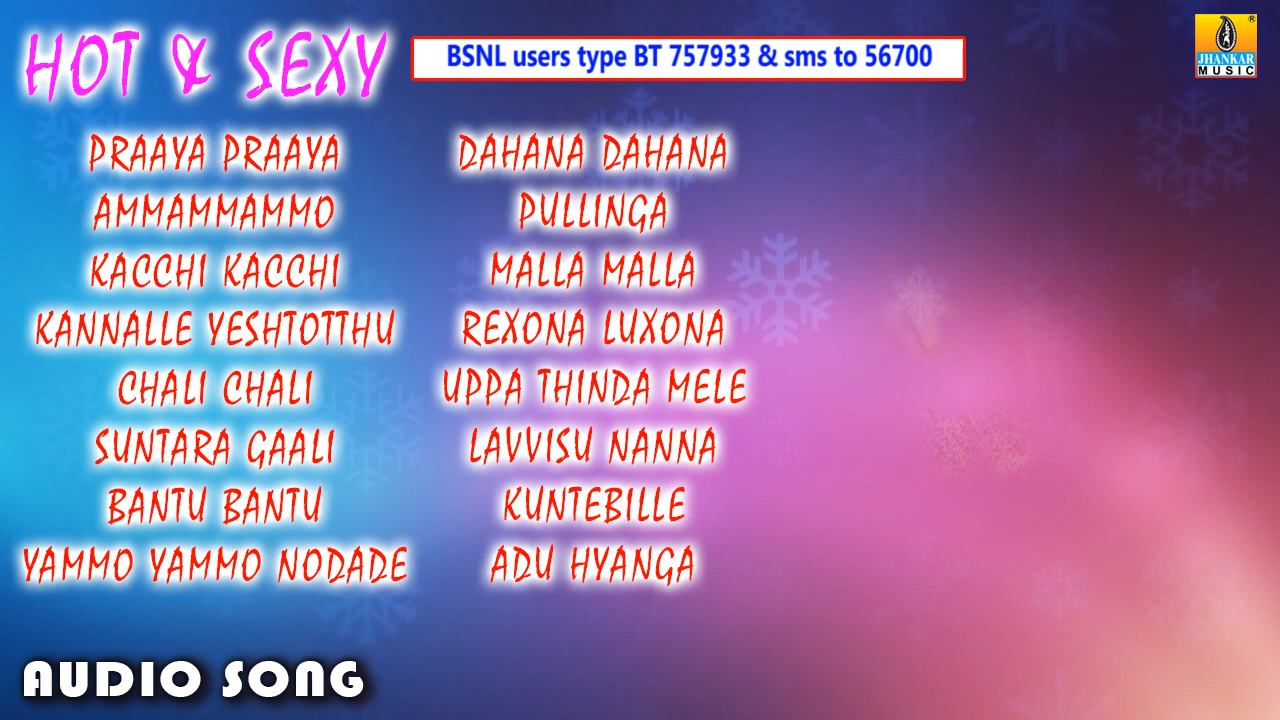 HOT & SEXY
BSNL users type BT 757933 & sms to 56700
JHANKAR
MUSIC
PRAAYA PRAAYA
AMMAMMAMMO
KACCHI KACCHI
KANNALLE YESHTOTTHU
CHALI CHALI
SUNTARA GAALI
BANTU BANTU
YAMMO YAMMO NODADE
DAHANA DAHANA
PULLINGA
MALLA MALLA
REXONA LUXONA
UPPA THINDA MELE
LAVVISU NANNA
KUNTEBILLE
ADU HYANGA
AUDIO SONG